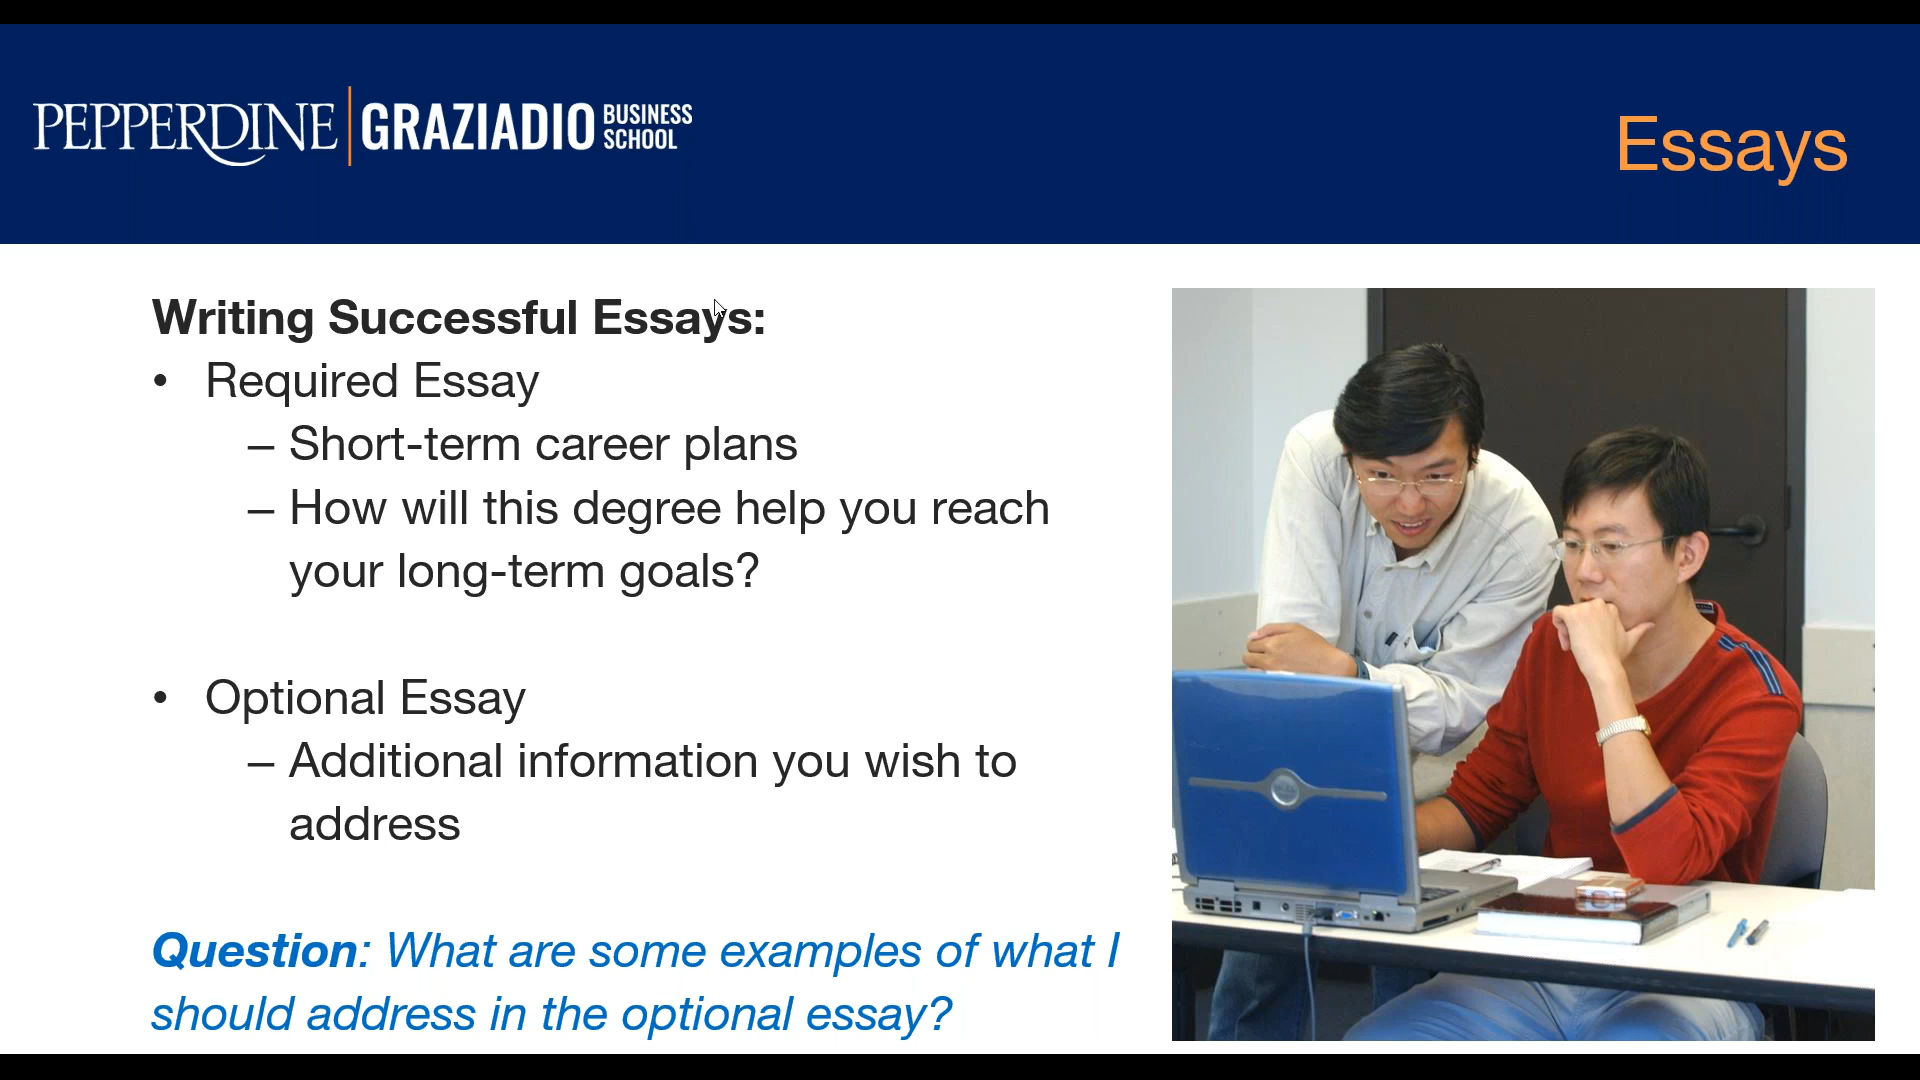 PEPPERDINE GRAZIADIO BUSINESS SCHOOL
Essays
Writing Successful Essays:
• Required Essay
– Short-term career plans
– How will this degree help you reach
your long-term goals?
• Optional Essay
– Additional information you wish to
address
Question: What are some examples of what I
should address in the optional essay?